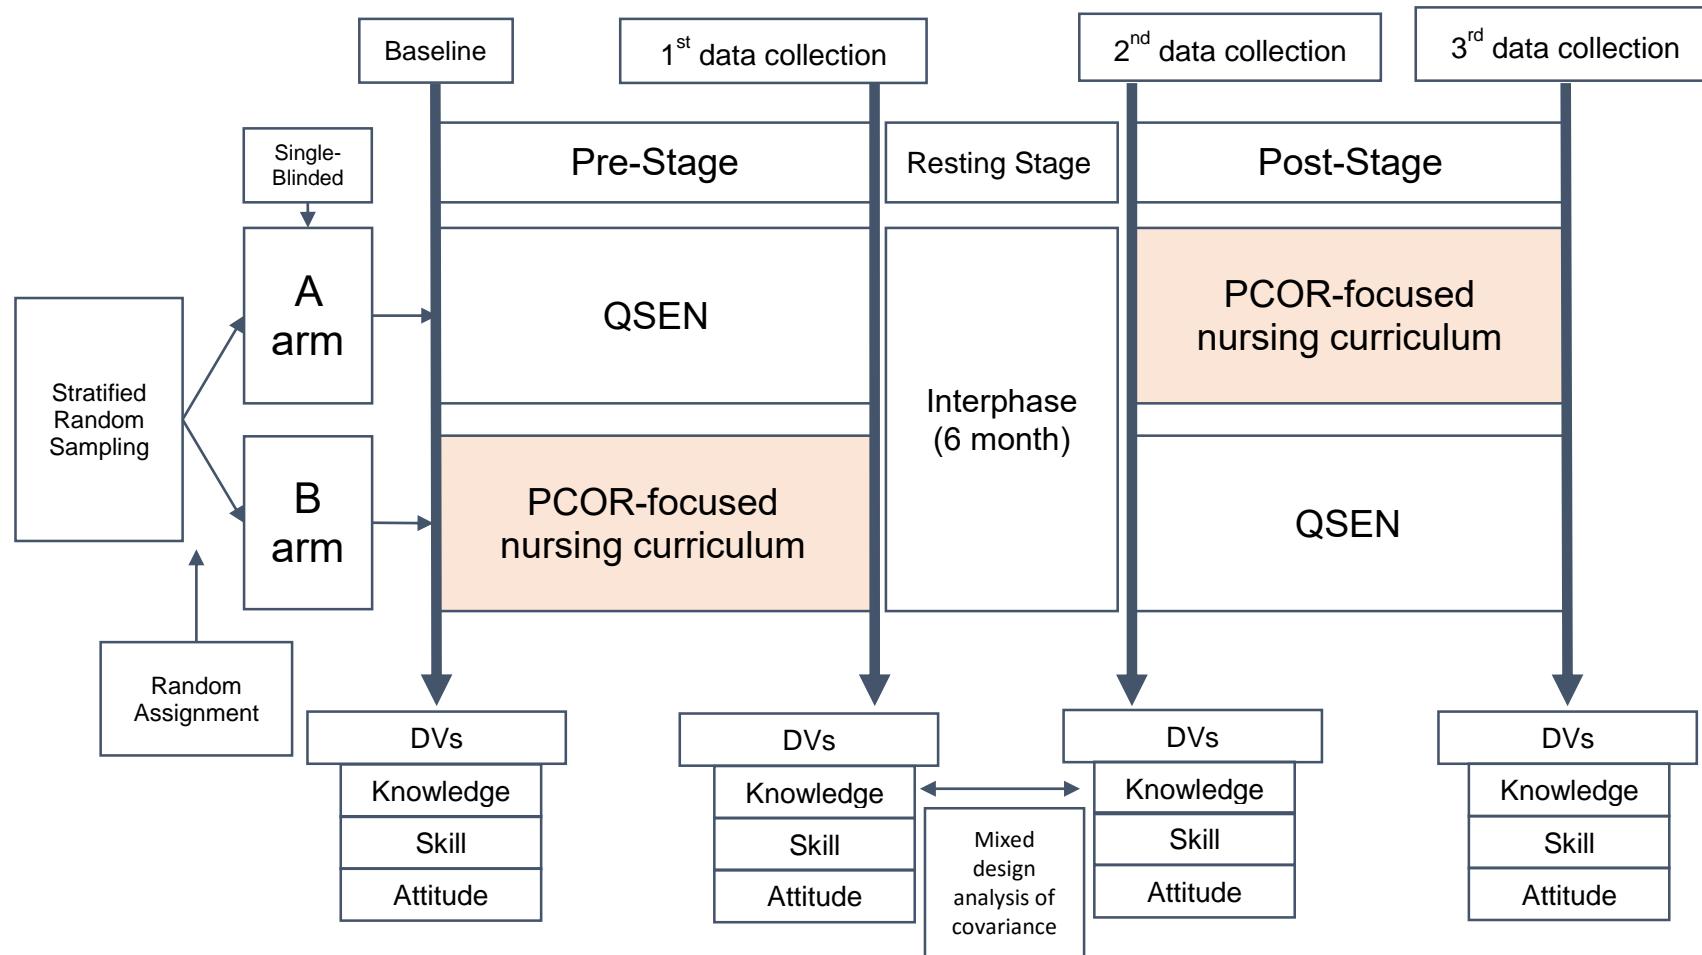 Baseline
1st data collection
2nd data collection
3rd data collection
Single-
Blinded
Pre-Stage
Resting Stage
Post-Stage
Stratified
Random
Sampling
A
arm
QSEN
Interphase
(6 month)
PCOR-focused
nursing curriculum
B
arm
PCOR-focused
nursing curriculum
QSEN
Random
Assignment
DVs
Knowledge
Skill
Attitude
DVs
Knowledge
Skill
Attitude
Mixed
design
analysis of
covariance
DVs
Knowledge
Skill
Attitude
DVs
Knowledge
Skill
Attitude